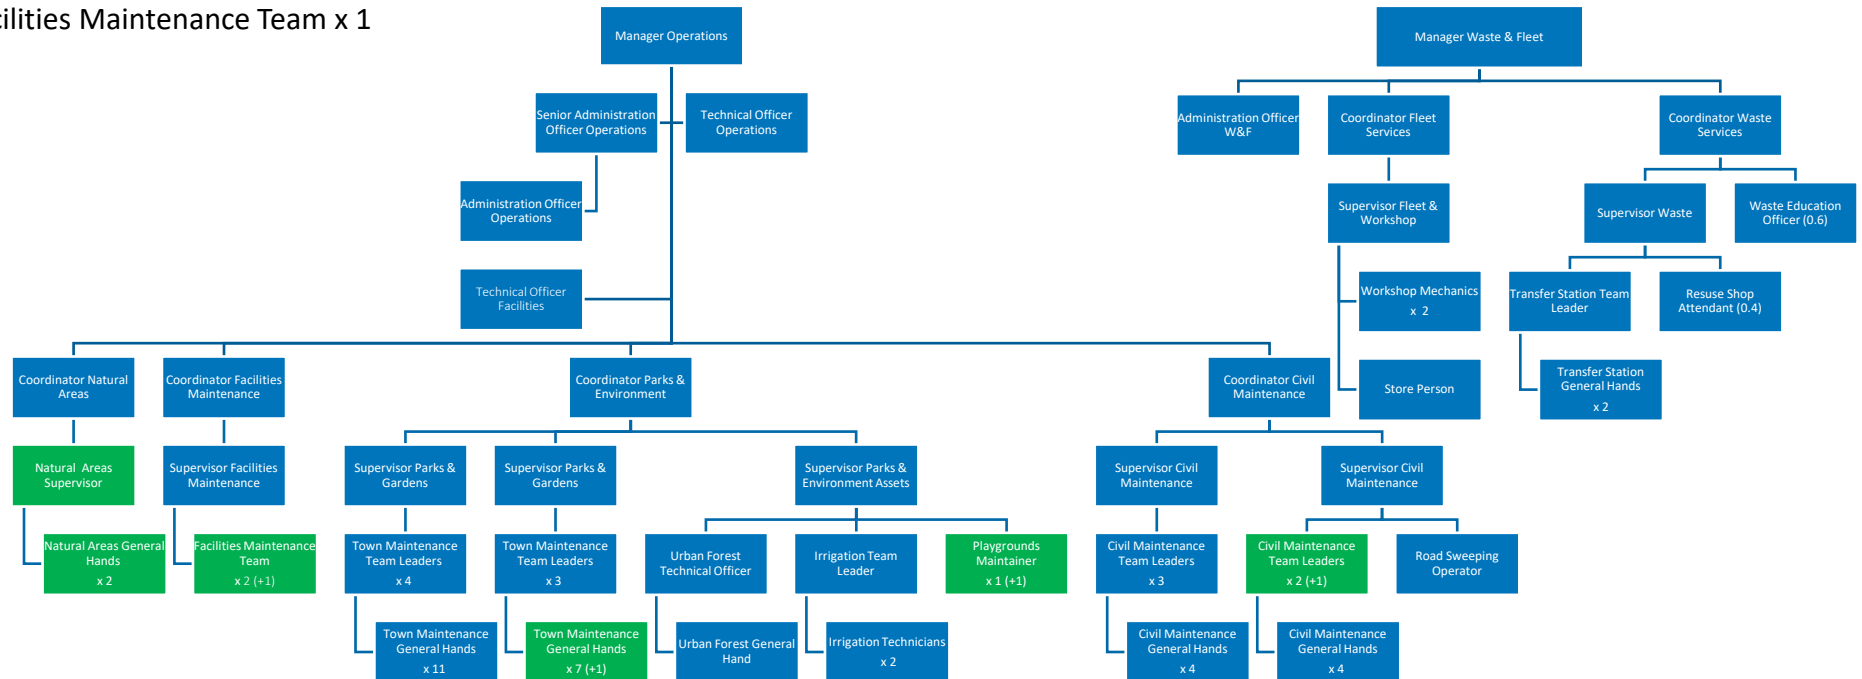 cilities Maintenance Team x 1
Manager Operations
Manager Waste & Fleet
Senior Administration
Officer Operations
Technical Officer
Operations
Administration Officer
W&F
Coordinator Fleet
Services
Coordinator Waste
Services
Administration Officer
Operations
Supervisor Fleet &
Workshop
Supervisor Waste
Waste Education
Officer (0.6)
Technical Officer
Facilities
Workshop Mechanics
x 2
Transfer Station Team
Leader
Resuse Shop
Attendant (0.4)
Coordinator Natural
Areas
Coordinator Facilities
Maintenance
Coordinator Parks &
Environment
Coordinator Civil
Maintenance
Store Person
Transfer Station
General Hands
x 2
Natural Areas
Supervisor
Supervisor Facilities
Maintenance
Supervisor Parks &
Gardens
Supervisor Parks &
Gardens
Supervisor Parks &
Environment Assets
Supervisor Civil
Maintenance
Supervisor Civil
Maintenance
Natural Areas General
Hands
x 2
Facilities Maintenance
Team
x 2 (+1)
Town Maintenance
Team Leaders
x 4
Town Maintenance
Team Leaders
x 3
Urban Forest
Technical Officer
Irrigation Team
Leader
Playgrounds
Maintainer
x 1 (+1)
Civil Maintenance
Team Leaders
x 3
Civil Maintenance
Team Leaders
x 2 (+1)
Road Sweeping
Operator
Town Maintenance
General Hands
x 11
Town Maintenance
General Hands
x 7 (+1)
Urban Forest General
Hand
Irrigation Technicians
x 2
Civil Maintenance
General Hands
x 4
Civil Maintenance
General Hands
x 4